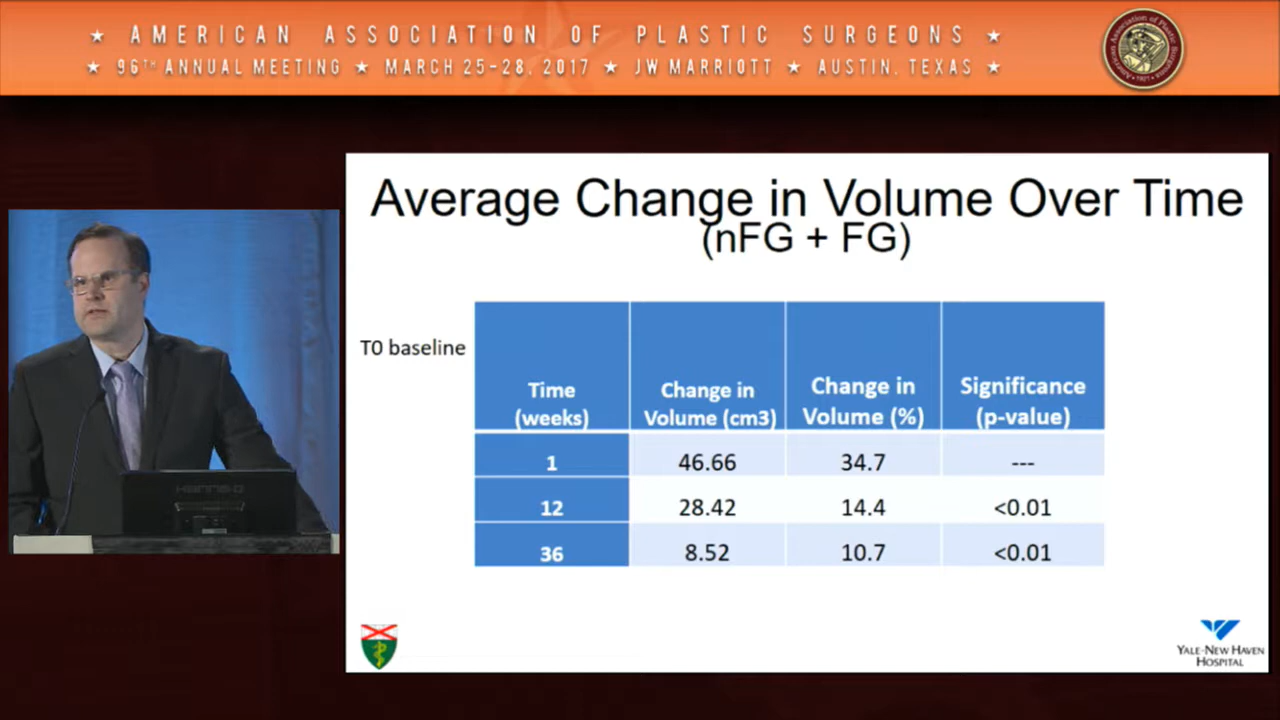 ★ AMERICAN ASSOCIATION OF PLASTIC SURGEONS ★
★ 96TH ANNUAL MEETING ★ MARCH 25-28, 2017 ★ JW MARRIOTT ★ AUSTIN, TEXAS ★
Average Change in Volume Over Time
(nFG + FG)
T0 baseline
Time (weeks) Change in Volume (cm3) Change in Volume (%) Significance (p-value)
1 46.66 34.7 ---
12 28.42 14.4 <0.01
36 8.52 10.7 <0.01
YALE-NEW HAVEN
HOSPITAL